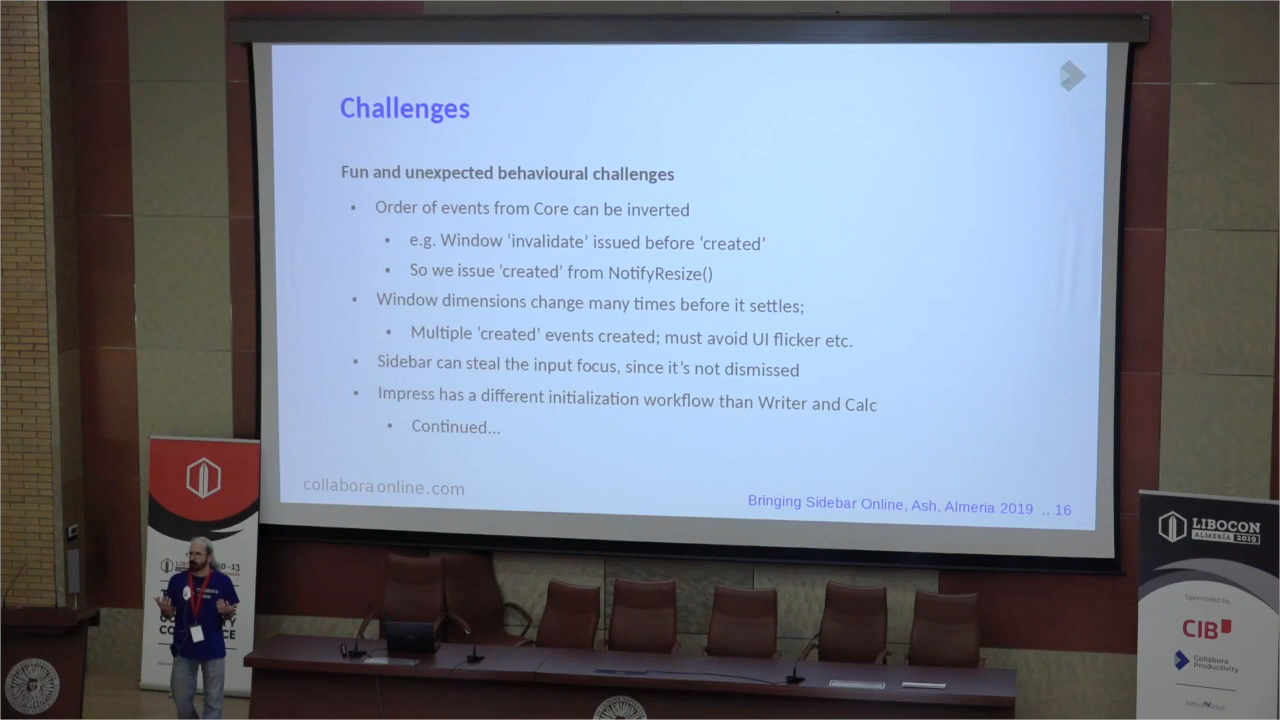 Challenges
Fun and unexpected behavioural challenges
• Order of events from Core can be inverted
• e.g. Window ‘invalidate’ issued before ‘created’
• So we issue ‘created’ from NotifyResize()
• Window dimensions change many times before it settles;
• Multiple ‘created’ events created; must avoid UI flicker etc.
• Sidebar can steal the input focus, since it’s not dismissed
• Impress has a different initialization workflow than Writer and Calc
• Continued...
collaboraonline.com
Bringing Sidebar Online, Ash, Almeria 2019 .. 16
LIBOCON
ALMERÍA 2019
Sponsored by
CIB
Collabora
Productivity